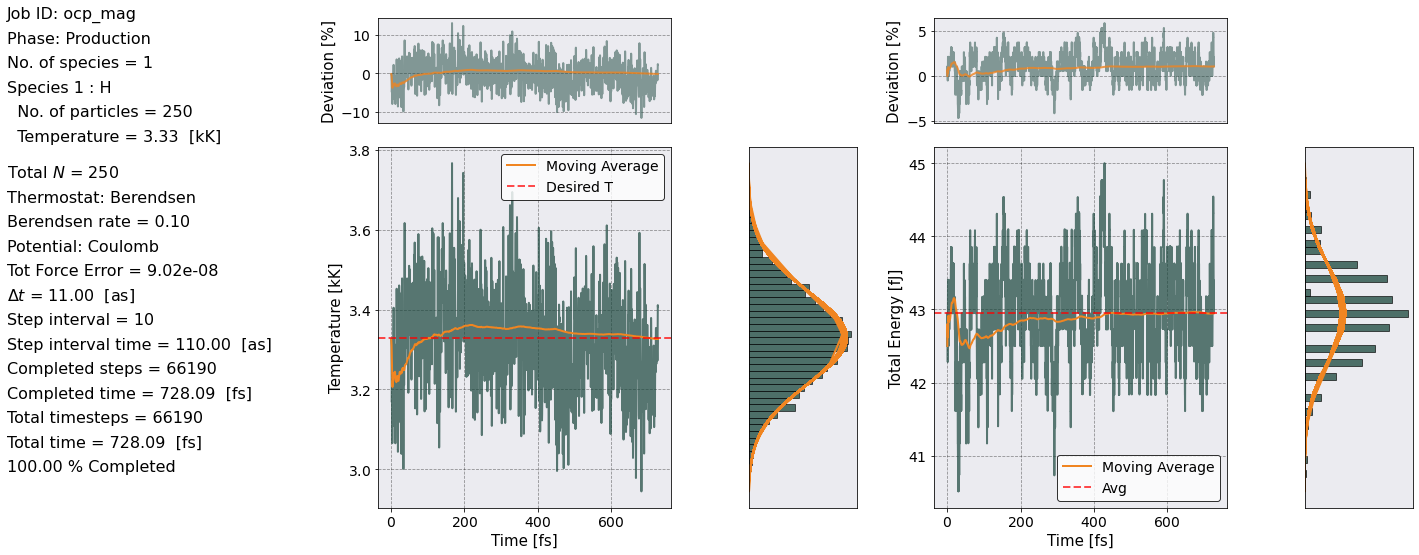 Job ID: ocp_mag
Phase: Production
No. of species = 1
Species 1 : H
No. of particles = 250
Temperature = 3.33 [kK]
Total N = 250
Thermostat: Berendsen
Berendsen rate = 0.10
Potential: Coulomb
Tot Force Error = 9.02e-08
Δt = 11.00 [as]
Step interval = 10
Step interval time = 110.00 [as]
Completed steps = 66190
Completed time = 728.09 [fs]
Total timesteps = 66190
Total time = 728.09 [fs]
100.00 % Completed
Deviation [%]
10
0
−10
Temperature [kK]
3.8
3.6
3.4
3.2
3.0
Moving Average
Desired T
0 200 400 600
Time [fs]
Deviation [%]
5
0
−5
Total Energy [fJ]
45
44
43
42
41
Moving Average
Avg
0 200 400 600
Time [fs]